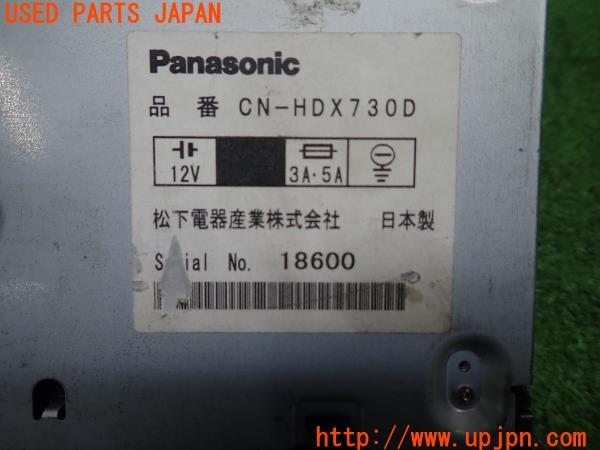 USED PARTS JAPAN
Panasonic
品 番 CN-HDX730D
12V 3A·5A
松下電器産業株式会社 日本製
Serial No. 18600
http://www.upjpn.com/